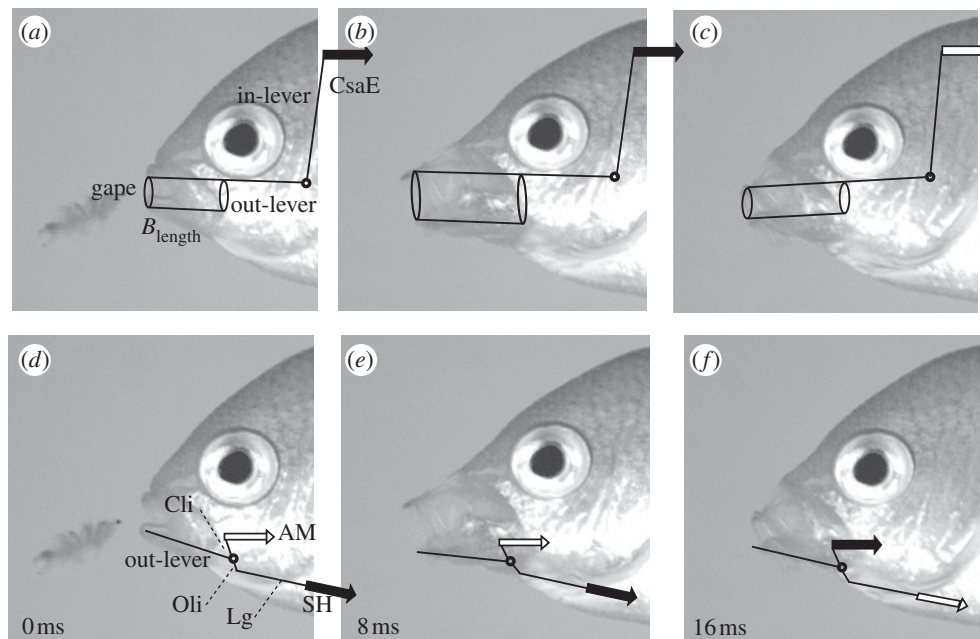 (a)
in-lever
CsaE
gape
out-lever
B length
(b)
(c)
(d)
Cli
AM
out-lever
Oli
Lg
SH
0 ms
(e)
8 ms
(f)
16 ms